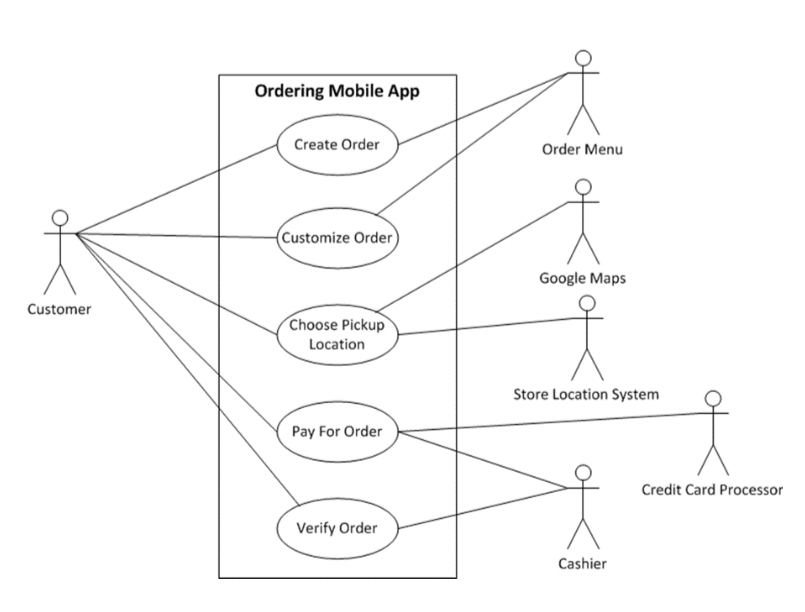 Ordering Mobile App
Create Order
Order Menu
Customize Order
Customer
Google Maps
Choose Pickup
Location
Store Location System
Pay For Order
Credit Card Processor
Verify Order
Cashier